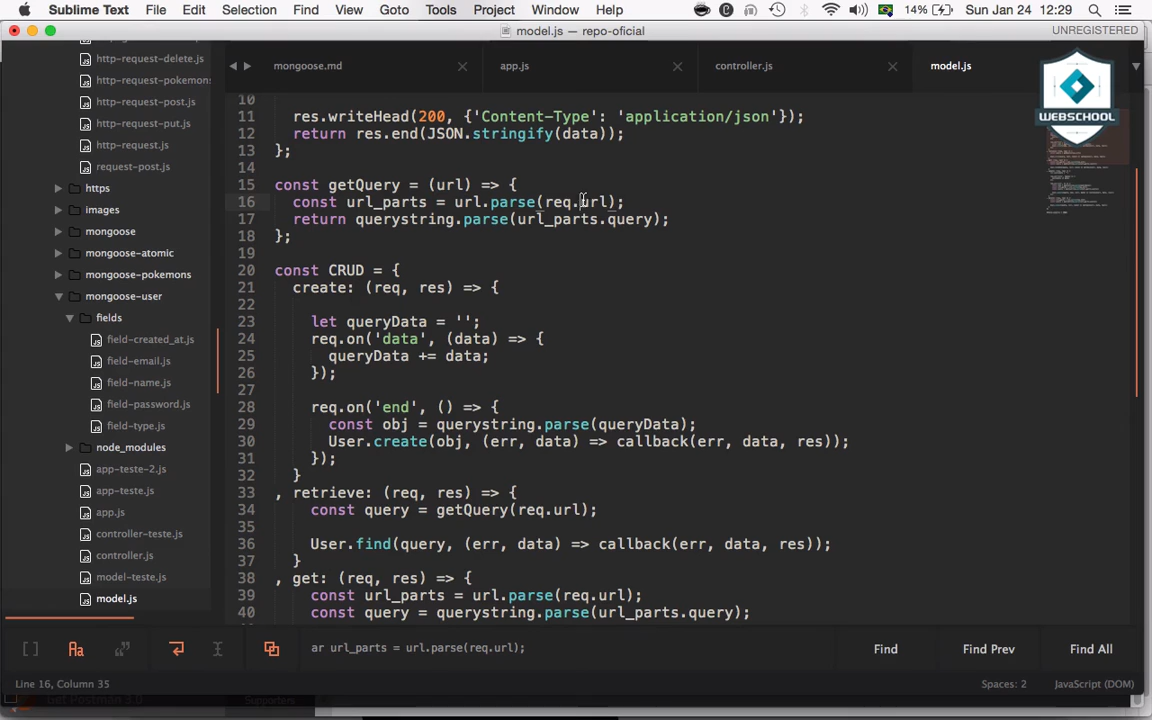 Sublime Text File Edit Selection Find View Goto Tools Project Window Help 14% Sun Jan 24 12:29
model.js — repo-oficial UNREGISTERED
mongoose.md app.js controller.js model.js
WEBSCHOOL
http-request-delete.js
http-request-pokemons
http-request-post.js
http-request-put.js
http-request.js
request-post.js
https
images
mongoose
mongoose-atomic
mongoose-pokemons
mongoose-user
fields
field-created_at.js
field-email.js
field-name.js
field-password.js
field-type.js
node_modules
app-teste-2.js
app-teste.js
app.js
controller-teste.js
controller.js
model-teste.js
model.js
10
11 res.writeHead(200, {'Content-Type': 'application/json'});
12 return res.end(JSON.stringify(data));
13 };
14
15 const getQuery = (url) => {
16 const url_parts = url.parse(req.url);
17 return querystring.parse(url_parts.query);
18 };
19
20 const CRUD = {
21 create: (req, res) => {
22
23 let queryData = '';
24 req.on('data', (data) => {
25 queryData += data;
26 });
27
28 req.on('end', () => {
29 const obj = querystring.parse(queryData);
30 User.create(obj, (err, data) => callback(err, data, res));
31 });
32 }
33 , retrieve: (req, res) => {
34 const query = getQuery(req.url);
35
36 User.find(query, (err, data) => callback(err, data, res));
37 }
38 , get: (req, res) => {
39 const url_parts = url.parse(req.url);
40 const query = querystring.parse(url_parts.query);
Aa ar url_parts = url.parse(req.url); Find Find Prev Find All
Line 16, Column 35 Spaces: 2 JavaScript (DOM)
Get Postman 3.0 Supporters